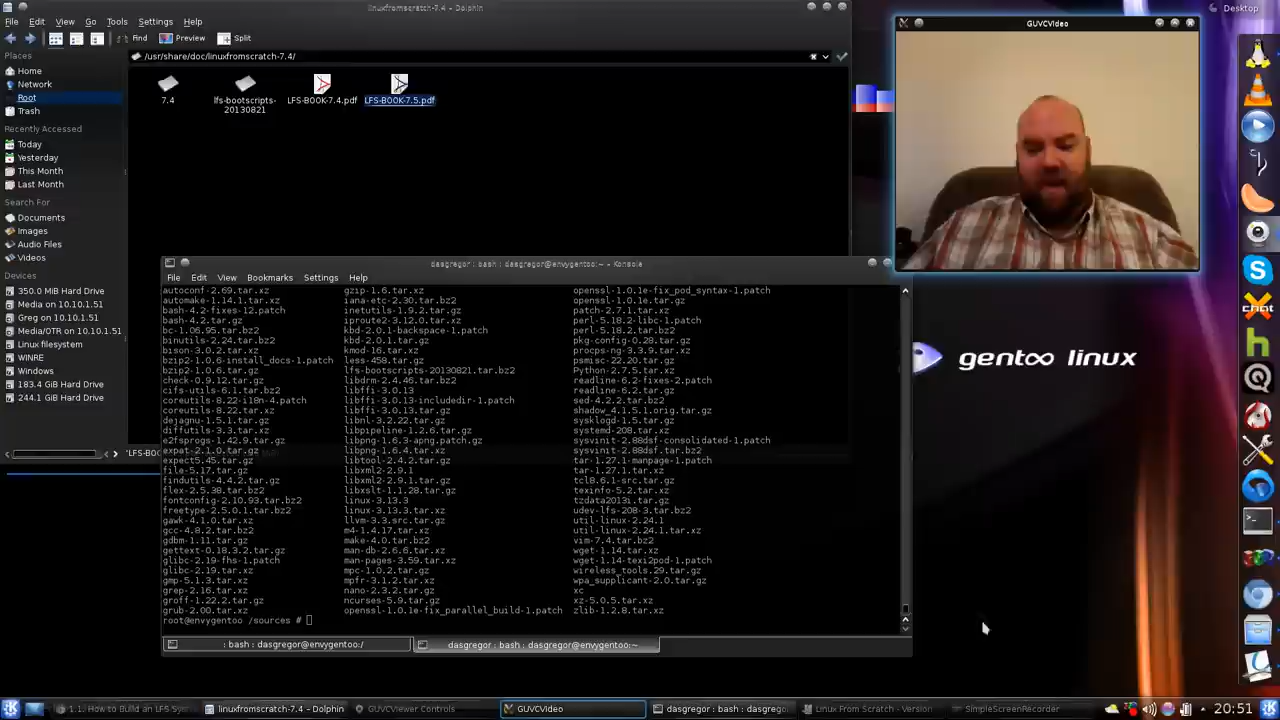 linuxfromscratch-7.4 - Dolphin
File Edit View Go Tools Settings Help
Find Preview Split
Places
/usr/share/doc/linuxfromscratch-7.4/
Home
Network
Root
Trash
7.4
lfs-bootscripts-
20130821
LFS-BOOK-7.4.pdf
LFS-BOOK-7.5.pdf
Recently Accessed
Today
Yesterday
This Month
Last Month
Search For
Documents
Images
Audio Files
Videos
Devices
350.0 MiB Hard Drive
Media on 10.10.1.51
Greg on 10.10.1.51
Media/OTR on 10.10.1.51
Linux filesystem
WINRE
Windows
183.4 GiB Hard Drive
244.1 GiB Hard Drive
GUVCVideo
Desktop
dasgregor : bash : dasgregor@envygentoo:~ - Konsole
File Edit View Bookmarks Settings Help
autoconf-2.69.tar.xz gzip-1.6.tar.xz openssl-1.0.1e-fix_pod_syntax-1.patch
automake-1.14.1.tar.xz iana-etc-2.30.tar.bz2 openssl-1.0.1e.tar.gz
bash-4.2-fixes-12.patch inetutils-1.9.2.tar.gz patch-2.7.1.tar.xz
bash-4.2.tar.gz iproute2-3.12.0.tar.xz perl-5.18.2-libc-1.patch
bc-1.06.95.tar.bz2 kbd-2.0.1-backspace-1.patch perl-5.18.2.tar.bz2
binutils-2.24.tar.bz2 kbd-2.0.1.tar.gz pkg-config-0.28.tar.gz
bison-3.0.2.tar.xz kmod-16.tar.xz procps-ng-3.3.9.tar.xz
bzip2-1.0.6-install_docs-1.patch less-458.tar.gz psmisc-22.20.tar.gz
bzip2-1.0.6.tar.gz lfs-bootscripts-20130821.tar.bz2 Python-2.7.5.tar.xz
check-0.9.12.tar.gz libdrm-2.4.46.tar.bz2 readline-6.2-fixes-2.patch
cifs-utils-6.1.tar.bz2 libffi-3.0.13 readline-6.2.tar.gz
coreutils-8.22-i18n-4.patch libffi-3.0.13-includedir-1.patch sed-4.2.2.tar.bz2
coreutils-8.22.tar.xz libffi-3.0.13.tar.gz shadow_4.1.5.1.orig.tar.gz
dejagnu-1.5.1.tar.gz libnl-3.2.22.tar.gz sysklogd-1.5.tar.gz
diffutils-3.3.tar.xz libpipeline-1.2.6.tar.gz systemd-208.tar.xz
e2fsprogs-1.42.9.tar.gz libpng-1.6.3-apng.patch.gz sysvinit-2.88dsf-consolidated-1.patch
expat-2.1.0.tar.gz libpng-1.6.4.tar.xz sysvinit-2.88dsf.tar.bz2
expect5.45.tar.gz libtool-2.4.2.tar.gz tar-1.27.1-manpage-1.patch
file-5.17.tar.gz libxml2-2.9.1 tar-1.27.1.tar.xz
findutils-4.4.2.tar.gz libxml2-2.9.1.tar.gz tcl8.6.1-src.tar.gz
flex-2.5.38.tar.bz2 libxslt-1.1.28.tar.gz texinfo-5.2.tar.xz
fontconfig-2.10.93.tar.bz2 linux-3.13.3 tzdata2013i.tar.gz
freetype-2.5.0.1.tar.bz2 linux-3.13.3.tar.xz udev-lfs-208-3.tar.bz2
gawk-4.1.0.tar.xz llvm-3.3.src.tar.gz util-linux-2.24.1
gcc-4.8.2.tar.bz2 m4-1.4.17.tar.xz util-linux-2.24.1.tar.xz
gdbm-1.11.tar.gz make-4.0.tar.bz2 vim-7.4.tar.bz2
gettext-0.18.3.2.tar.gz man-db-2.6.6.tar.xz wget-1.14.tar.xz
glibc-2.19-fhs-1.patch man-pages-3.59.tar.xz wget-1.14-texi2pod-1.patch
glibc-2.19.tar.xz mpc-1.0.2.tar.gz wireless_tools.29.tar.gz
gmp-5.1.3.tar.xz mpfr-3.1.2.tar.xz wpa_supplicant-2.0.tar.gz
grep-2.16.tar.xz nano-2.3.2.tar.gz xc
groff-1.22.2.tar.gz ncurses-5.9.tar.gz xz-5.0.5.tar.xz
grub-2.00.tar.xz openssl-1.0.1e-fix_parallel_build-1.patch zlib-1.2.8.tar.xz
root@envygentoo /sources #
: bash : dasgregor@envygentoo:/
dasgregor : bash : dasgregor@envygentoo:~
'LFS-BO
gentoo linux
chat
1.1. How to Build an LFS Sys
linuxfromscratch-7.4 - Dolphin
GUVCViewer Controls
GUVCVideo
dasgregor : bash : dasgreg
Linux From Scratch - Version
SimpleScreenRecorder
20:51